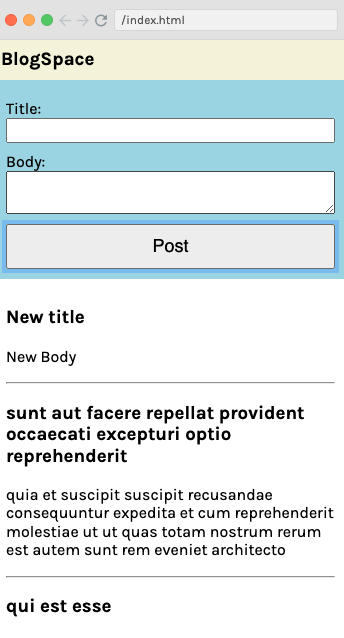 /index.html
BlogSpace
Title:
Body:
Post
New title
New Body
sunt aut facere repellat provident
occaecati excepturi optio
reprehenderit
quia et suscipit suscipit recusandae
consequuntur expedita et cum reprehenderit
molestiae ut ut quas totam nostrum rerum
est autem sunt rem eveniet architecto
qui est esse